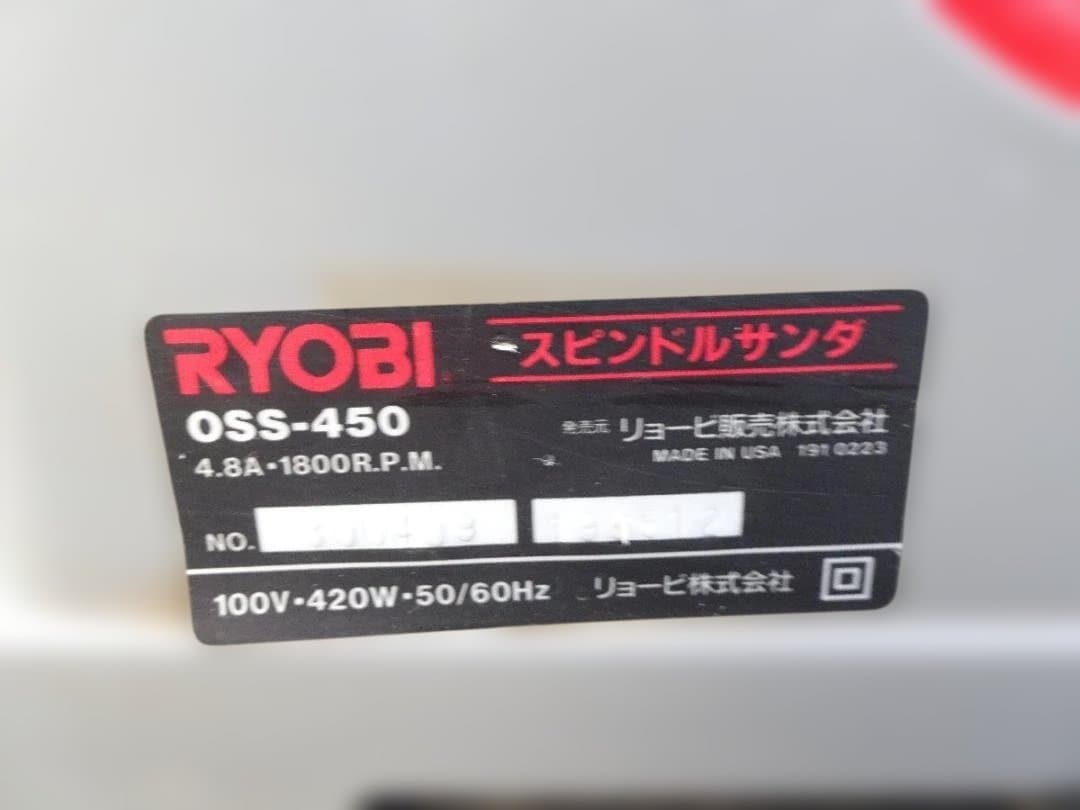 RYOBI
スピンドルサンダ
OSS-450
4.8A・1800R.P.M.
発売元 リョービ販売株式会社
MADE IN USA 1910223
NO.
100V・420W・50/60Hz リョービ株式会社